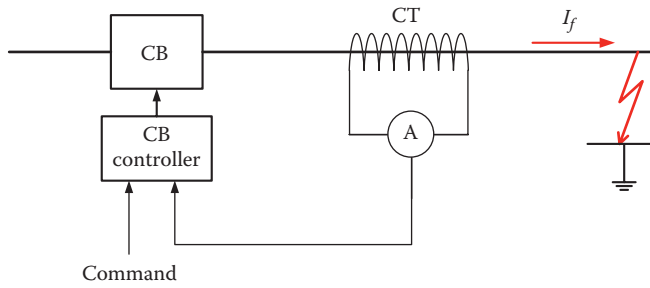 CT
I_f
CB
A
CB
controller
Command